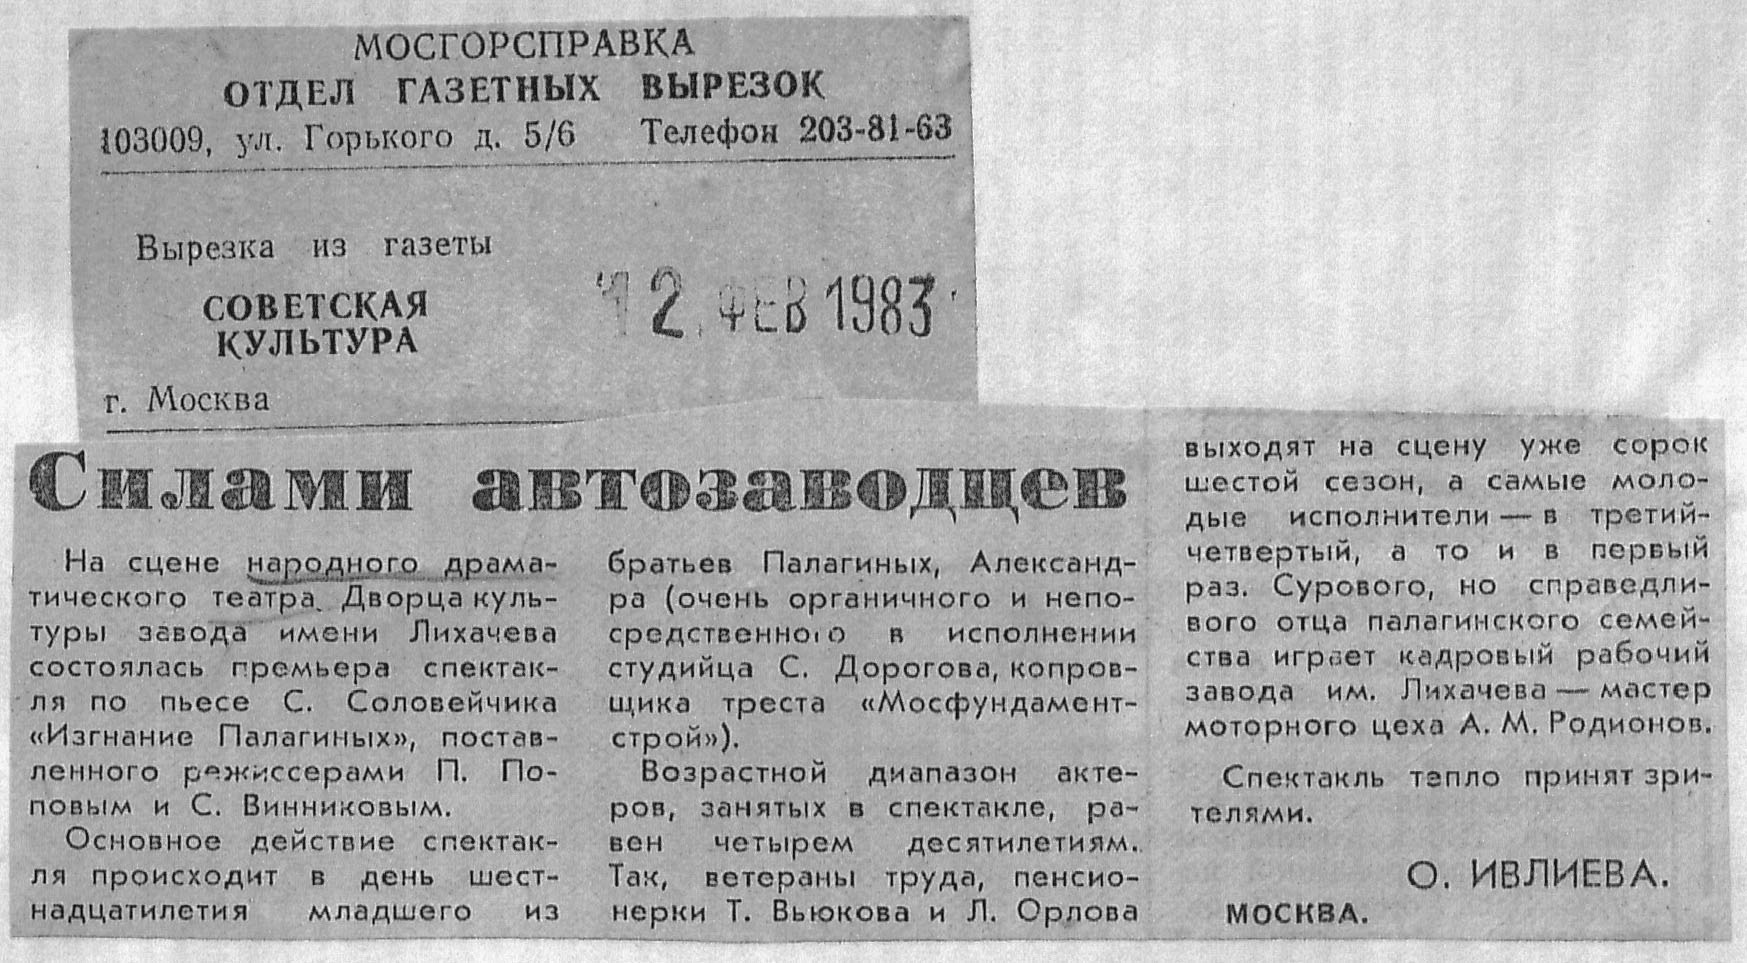 МОСГОРСПРАВКА
ОТДЕЛ ГАЗЕТНЫХ ВЫРЕЗОК
103009, ул. Горького д. 5/6 Телефон 203-81-63
Вырезка из газеты
СОВЕТСКАЯ
КУЛЬТУРА
12 ФЕВ 1983
г. Москва
Силами автозаводцев
На сцене народного драма-
тического театра Дворца куль-
туры завода имени Лихачева
состоялась премьера спектак-
ля по пьесе С. Соловейчика
«Изгнание Палагиных», постав-
ленного режиссерами П. По-
повым и С. Винниковым.
Основное действие спектак-
ля происходит в день шест-
надцатилетия младшего из
братьев Палагиных, Александ-
ра (очень органичного и непо-
средственного в исполнении
студийца С. Дорогова, копров-
щика треста «Мосфундамент-
строй»).
Возрастной диапазон акте-
ров, занятых в спектакле, ра-
вен четырем десятилетиям.
Так, ветераны труда, пенсио-
нерки Т. Вьюкова и Л. Орлова
выходят на сцену уже сорок
шестой сезон, а самые моло-
дые исполнители — в третий-
четвертый, а то и в первый
раз. Сурового, но справедли-
вого отца палагинского семей-
ства играет кадровый рабочий
завода им. Лихачева — мастер
моторного цеха А. М. Родионов.
Спектакль тепло принят зри-
телями.
О. ИВЛИЕВА.
МОСКВА.